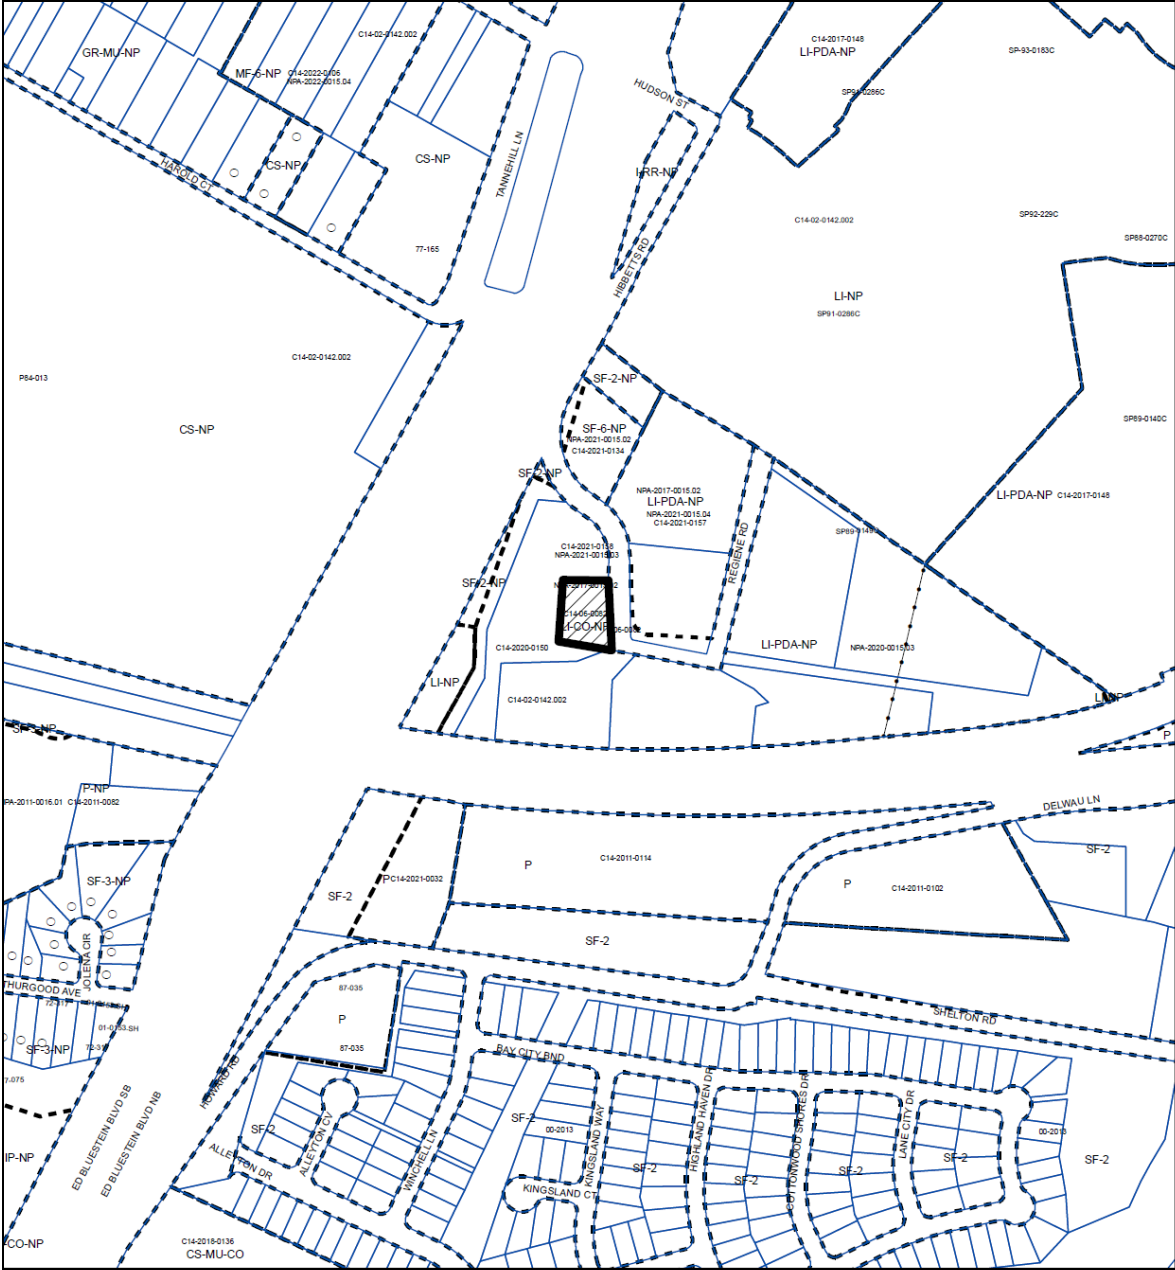 C14-02-0142.002
GR-MU-NP
MF-6-NP
C14-2022-0106
NPA-2022-0015.04
C14-2017-0148
LI-PDA-NP
SP-93-0183C
SP91-0286C
HUDSON ST
TANNEHILL LN
CS-NP
CS-NP
HAROLD CT
I-RR-NP
77-165
C14-02-0142.002
SP92-229C
SP88-0270C
HIBBETTS RD
LI-NP
SP91-0286C
C14-02-0142.002
P84-013
CS-NP
SF-2-NP
SF-6-NP
NPA-2021-0015.02
C14-2021-0134
SP89-0140C
SF-2-NP
NPA-2017-0015.02
LI-PDA-NP
NPA-2021-0015.04
C14-2021-0157
LI-PDA-NP
C14-2017-0148
REGIENE RD
C14-2021-0156
NPA-2021-0015.03
SF-2-NP
C14-06-0082
LI-CO-NP
C14-2020-0150
LI-PDA-NP
NPA-2020-0015.03
LI-NP
C14-02-0142.002
LI-NP
P
SF-3-NP
P-NP
C14-2011-0082
DELWAU LN
P
C14-2011-0114
P
C14-2021-0032
SF-2
P
C14-2011-0102
SF-2
SF-3-NP
SF-2
JOLENA CIR
THURGOOD AVE
01-0153.SH
SF-3-NP
87-035
P
87-035
SHELTON RD
HOWARD RD
BAY CITY BND
ED BLUESTEIN BLVD SB
ED BLUESTEIN BLVD NB
SF-2
ALLEYTON DR
ALLEYTON CV
WINCHELL LN
SF-2
00-2013
KINGSLAND WAY
KINGSLAND CT
SF-2
HIGHLAND HAVEN DR
SF-2
COTTONWOOD SHORES DR
SF-2
LANE CITY DR
SF-2
00-2013
SF-2
IP-NP
-CO-NP
C14-2018-0136
CS-MU-CO